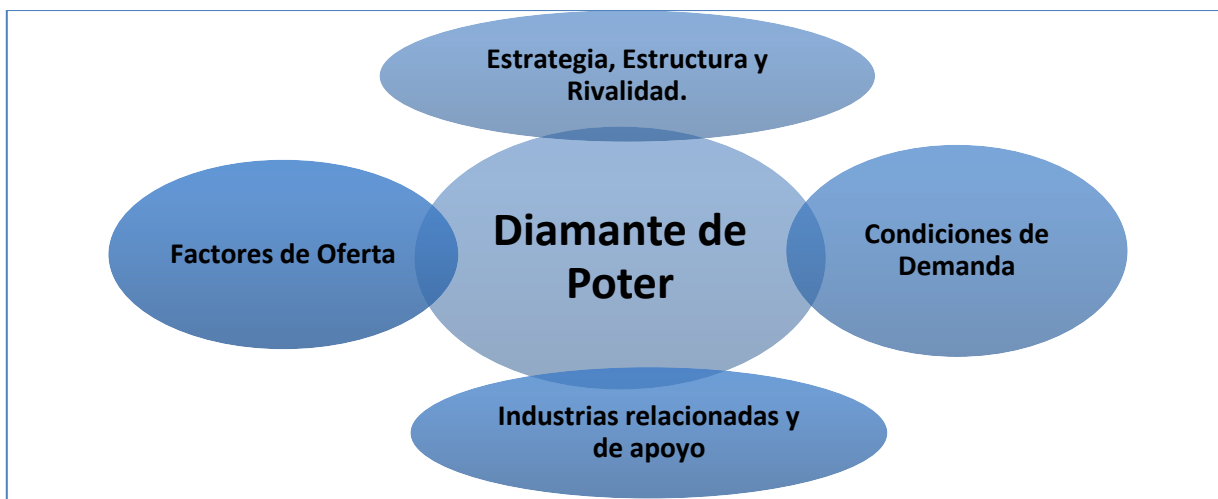 Estrategia, Estructura y
Rivalidad.
Factores de Oferta
Diamante de
Poter
Condiciones de
Demanda
Industrias relacionadas y
de apoyo